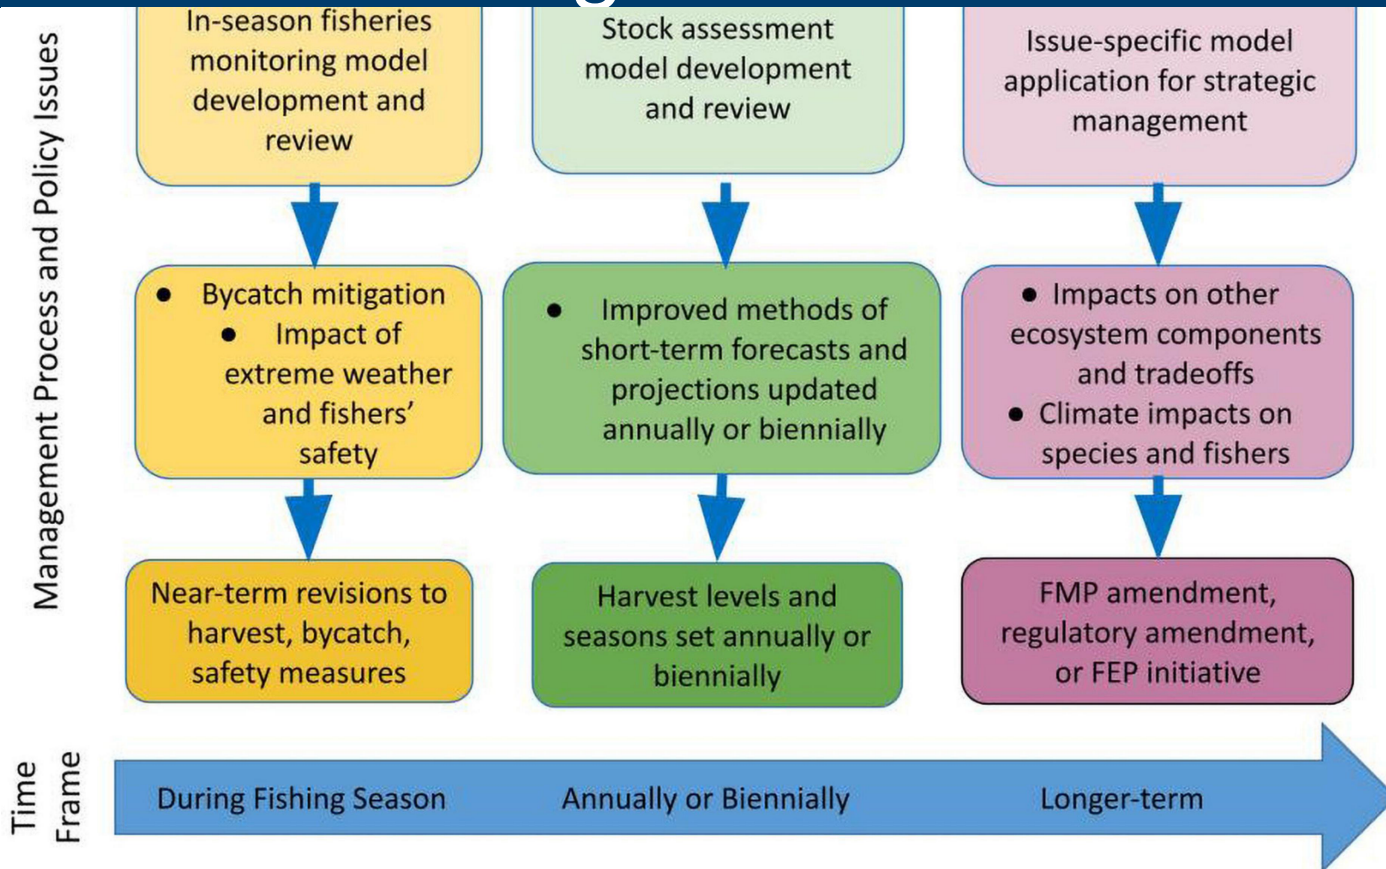 Management Process and Policy Issues
In-season fisheries
monitoring model
development and
review
Stock assessment
model development
and review
Issue-specific model
application for strategic
management
● Bycatch mitigation
● Impact of
extreme weather
and fishers’
safety
● Improved methods of
short-term forecasts and
projections updated
annually or biennially
● Impacts on other
ecosystem components
and tradeoffs
● Climate impacts on
species and fishers
Near-term revisions to
harvest, bycatch,
safety measures
Harvest levels and
seasons set annually or
biennially
FMP amendment,
regulatory amendment,
or FEP initiative
Time
Frame
During Fishing Season
Annually or Biennially
Longer-term